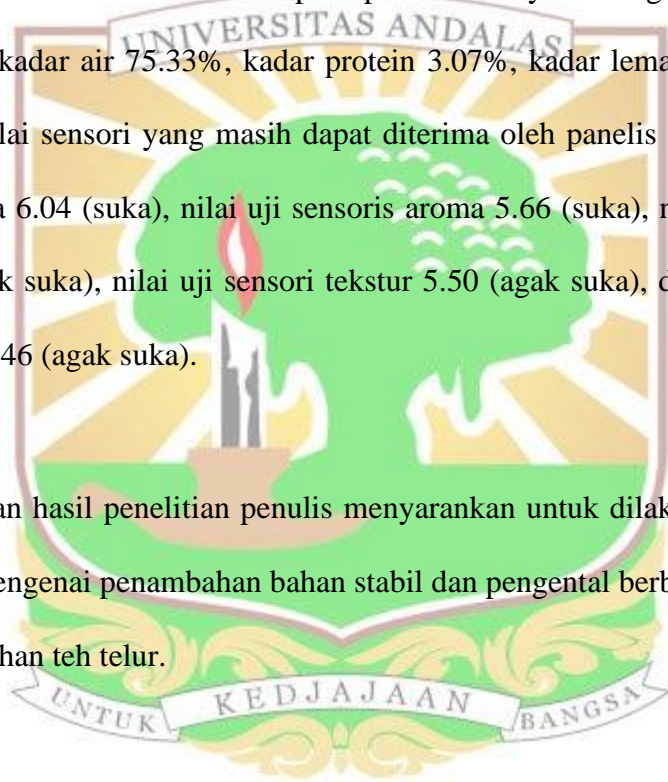 UNIVERSITAS ANDALAS
kadar air 75.33%, kadar protein 3.07%, kadar lema
lai sensori yang masih dapat diterima oleh panelis
a 6.04 (suka), nilai uji sensoris aroma 5.66 (suka), n
k suka), nilai uji sensori tekstur 5.50 (agak suka), d
46 (agak suka).
an hasil penelitian penulis menyarankan untuk dilak
engenai penambahan bahan stabil dan pengental berb
han teh telur.
UNTUK KEDJAJAAN BANGSA